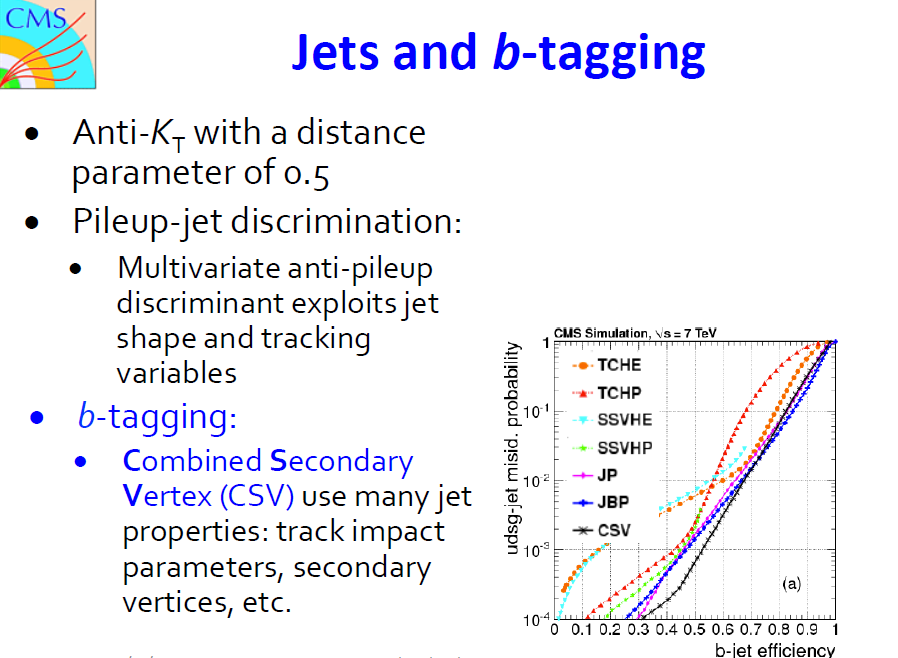 CMS
Jets and b-tagging
• Anti-KT with a distance
parameter of 0.5
• Pileup-jet discrimination:
• Multivariate anti-pileup
discriminant exploits jet
shape and tracking
variables
• b-tagging:
• Combined Secondary
Vertex (CSV) use many jet
properties: track impact
parameters, secondary
vertices, etc.
CMS Simulation, √s = 7 TeV
udsg-jet misid. probability
1
10-1
10-2
10-3
10-4
TCHE
TCHP
SSVHE
SSVHP
JP
JBP
CSV
(a)
0 0.1 0.2 0.3 0.4 0.5 0.6 0.7 0.8 0.9 1
b-jet efficiency